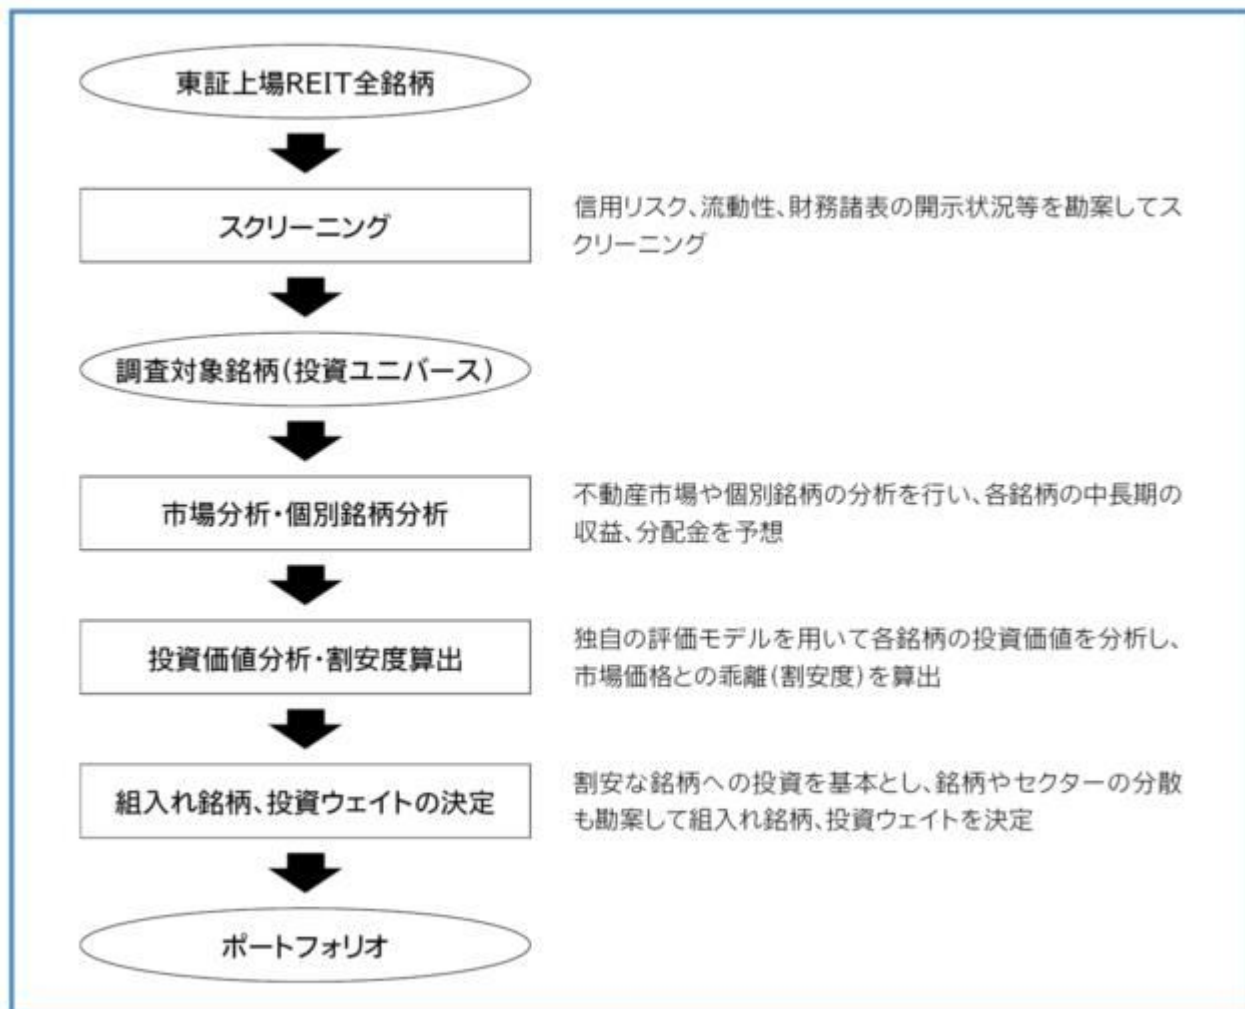 東証上場REIT全銘柄
スクリーニング
信用リスク、流動性、財務諸表の開示状況等を勘案してス
クリーニング
調査対象銘柄(投資ユニバース)
市場分析・個別銘柄分析
不動産市場や個別銘柄の分析を行い、各銘柄の中長期の
収益、分配金を予想
投資価値分析・割安度算出
独自の評価モデルを用いて各銘柄の投資価値を分析し、
市場価格との乖離(割安度)を算出
組入れ銘柄、投資ウェイトの決定
割安な銘柄への投資を基本とし、銘柄やセクターの分散
も勘案して組入れ銘柄、投資ウェイトを決定
ポートフォリオ